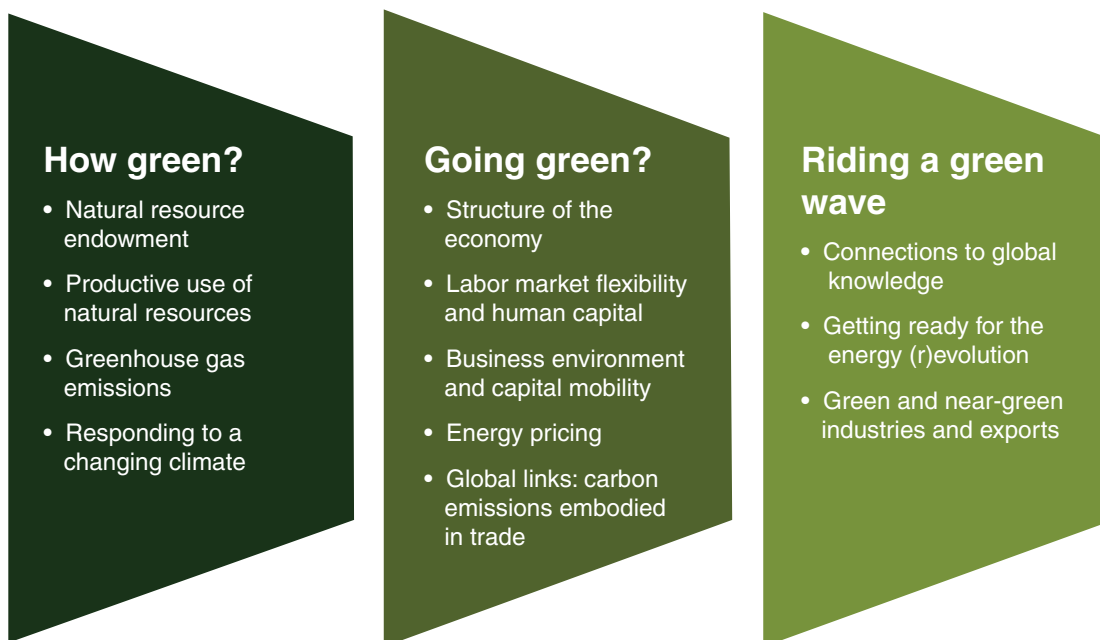 How green?
• Natural resource
endowment
• Productive use of
natural resources
• Greenhouse gas
emissions
• Responding to a
changing climate
Going green?
• Structure of the
economy
• Labor market flexibility
and human capital
• Business environment
and capital mobility
• Energy pricing
• Global links: carbon
emissions embodied
in trade
Riding a green
wave
• Connections to global
knowledge
• Getting ready for the
energy (r)evolution
• Green and near-green
industries and exports